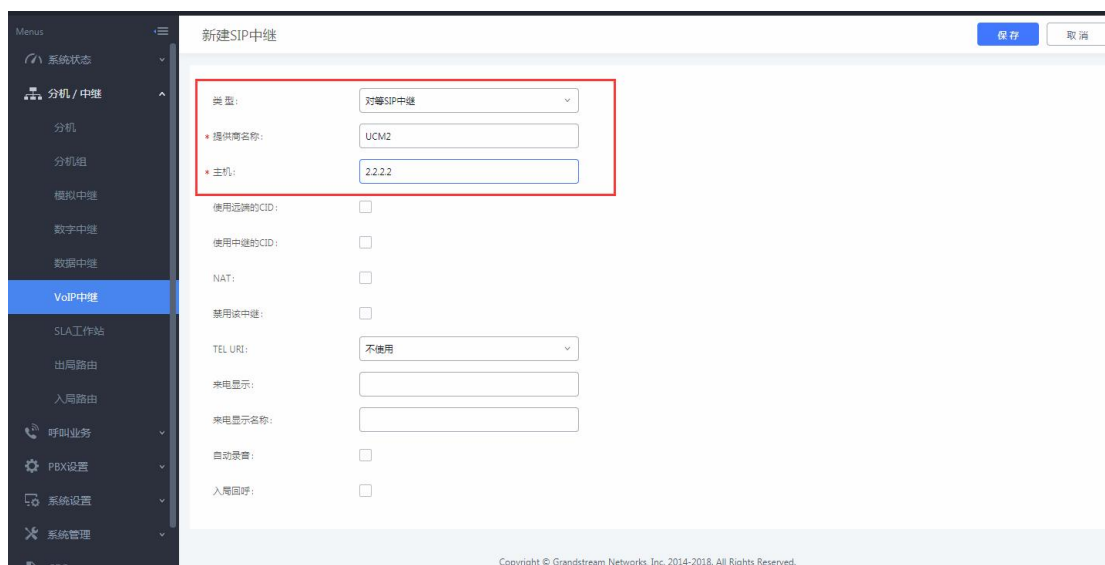 Menus
系统状态
分机 / 中继
分机
分机组
模拟中继
数字中继
数据中继
VoIP中继
SLA工作站
出局路由
入局路由
呼叫业务
PBX设置
系统设置
系统管理
新建SIP中继
保存
取消
类型:
对等SIP中继
* 提供商名称:
UCM2
* 主机:
2.2.2.2
使用远端的CID:
使用中继的CID:
NAT:
禁用该中继:
TEL URI:
不使用
来电显示:
来电显示名称:
自动录音:
入局回呼:
Copyright © Grandstream Networks, Inc. 2014-2018. All Rights Reserved.